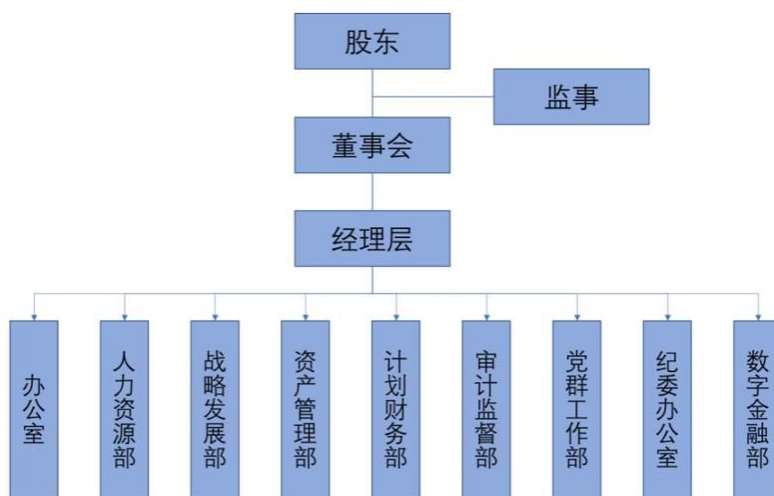 股东
监事
董事会
经理层
办公室
人力资源部
战略发展部
资产管理部
计划财务部
审计监督部
党群工作部
纪委办公室
数字金融部